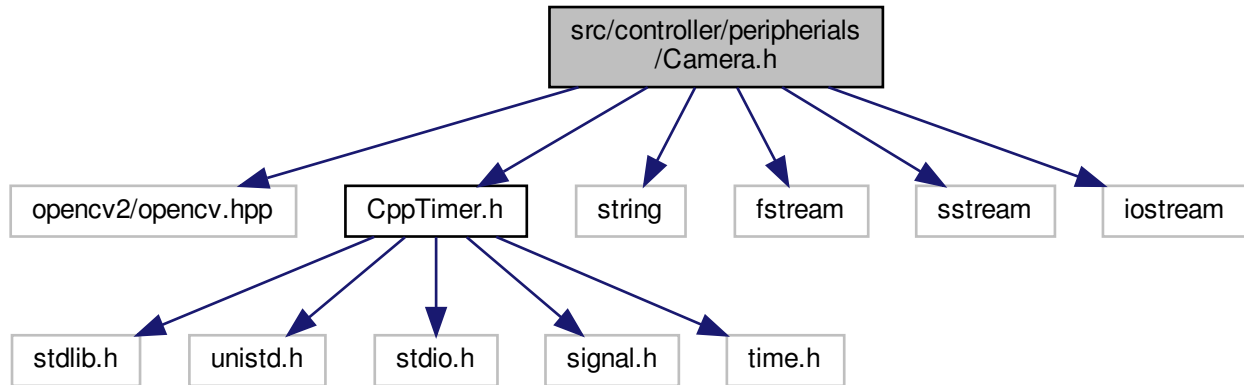 src/controller/peripherials
/Camera.h
opencv2/opencv.hpp
CppTimer.h
string
fstream
sstream
iostream
stdlib.h
unistd.h
stdio.h
signal.h
time.h